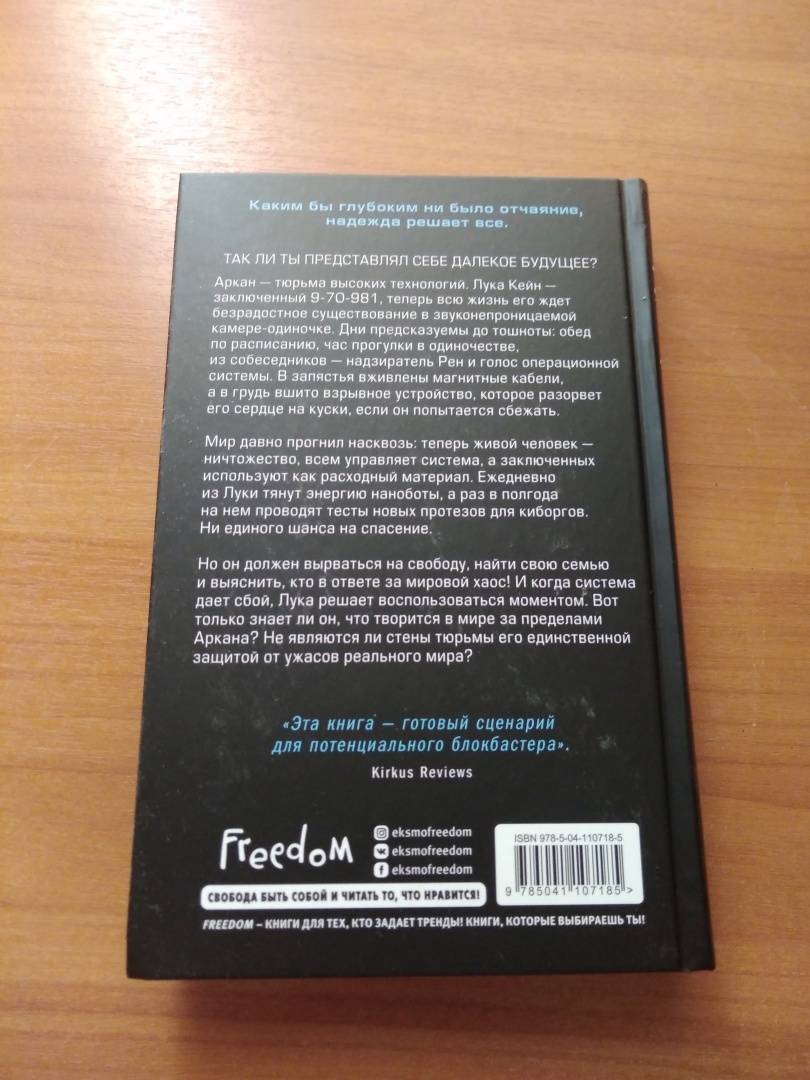 Каким бы глубоким ни было отчаяние,
надежда решает все.
ТАК ЛИ ТЫ ПРЕДСТАВЛЯЛ СЕБЕ ДАЛЕКОЕ БУДУЩЕЕ?
Аркан — тюрьма высоких технологий. Лука Кейн —
заключенный 9-70-981, теперь всю жизнь его ждет
безрадостное существование в звуконепроницаемой
камере-одиночке. Дни предсказуемы до тошноты: обед
по расписанию, час прогулки в одиночестве,
из собеседников — надзиратель Рен и голос операционной
системы. В запястья вживлены магнитные кабели,
а в грудь вшито взрывное устройство, которое разорвет
его сердце на куски, если он попытается сбежать.
Мир давно прогнил насквозь: теперь живой человек —
ничтожество, всем управляет система, а заключенных
используют как расходный материал. Ежедневно
из Луки тянут энергию наноботы, а раз в полгода
на нем проводят тесты новых протезов для киборгов.
Ни единого шанса на спасение.
Но он должен вырваться на свободу, найти свою семью
и выяснить, кто в ответе за мировой хаос! И когда система
дает сбой, Лука решает воспользоваться моментом. Вот
только знает ли он, что творится в мире за пределами
Аркана? Не являются ли стены тюрьмы его единственной
защитой от ужасов реального мира?
«Эта книга — готовый сценарий
для потенциального блокбастера».
Kirkus Reviews
Freedom
eksmofreedom
eksmofreedom
eksmofreedom
СВОБОДА БЫТЬ СОБОЙ И ЧИТАТЬ ТО, ЧТО НРАВИТСЯ!
FREEDOM – КНИГИ ДЛЯ ТЕХ, КТО ЗАДАЕТ ТРЕНДЫ! КНИГИ, КОТОРЫЕ ВЫБИРАЕШЬ ТЫ!
ISBN 978-5-04-110718-5
9 785041 107185 >